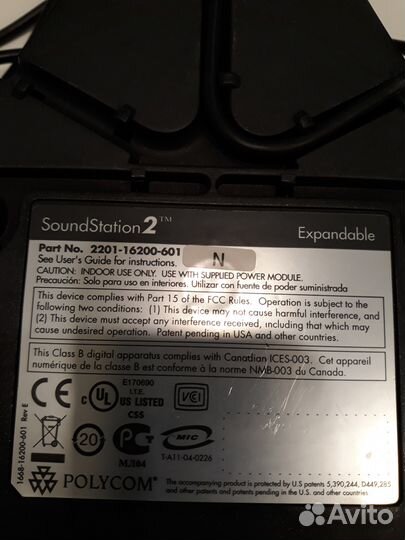 SoundStation2™
Expandable
Part No. 2201-16200-601 N
See User's Guide for instructions.
CAUTION: INDOOR USE ONLY. USE WITH SUPPLIED POWER MODULE.
Precaución: Solo para uso en interiores. Utilizar con fuente de poder suministrada
This device complies with Part 15 of the FCC Rules. Operation is subject to the
following two conditions: (1) This device may not cause harmful interference, and
(2) This device must accept any interference received, including that which may
cause undesired operation. Patent pending in USA and other countries.
This Class B digital apparatus complies with Canadian ICES-003. Cet appareil
numérique de la classe B est conforme à la norme NMB-003 du Canada.
CE
E170690
I.T.E.
c UL US LISTED
C55
VCI
20
РСТ
МЛ04
MIC
T-A11-04-0226
POLYCOM®
The accompanying product is protected by U.S patents 5,390,244, D449,285
and other patents and patents pending in the U.S. and other countries
1668-16200-601 Rev E
Avito